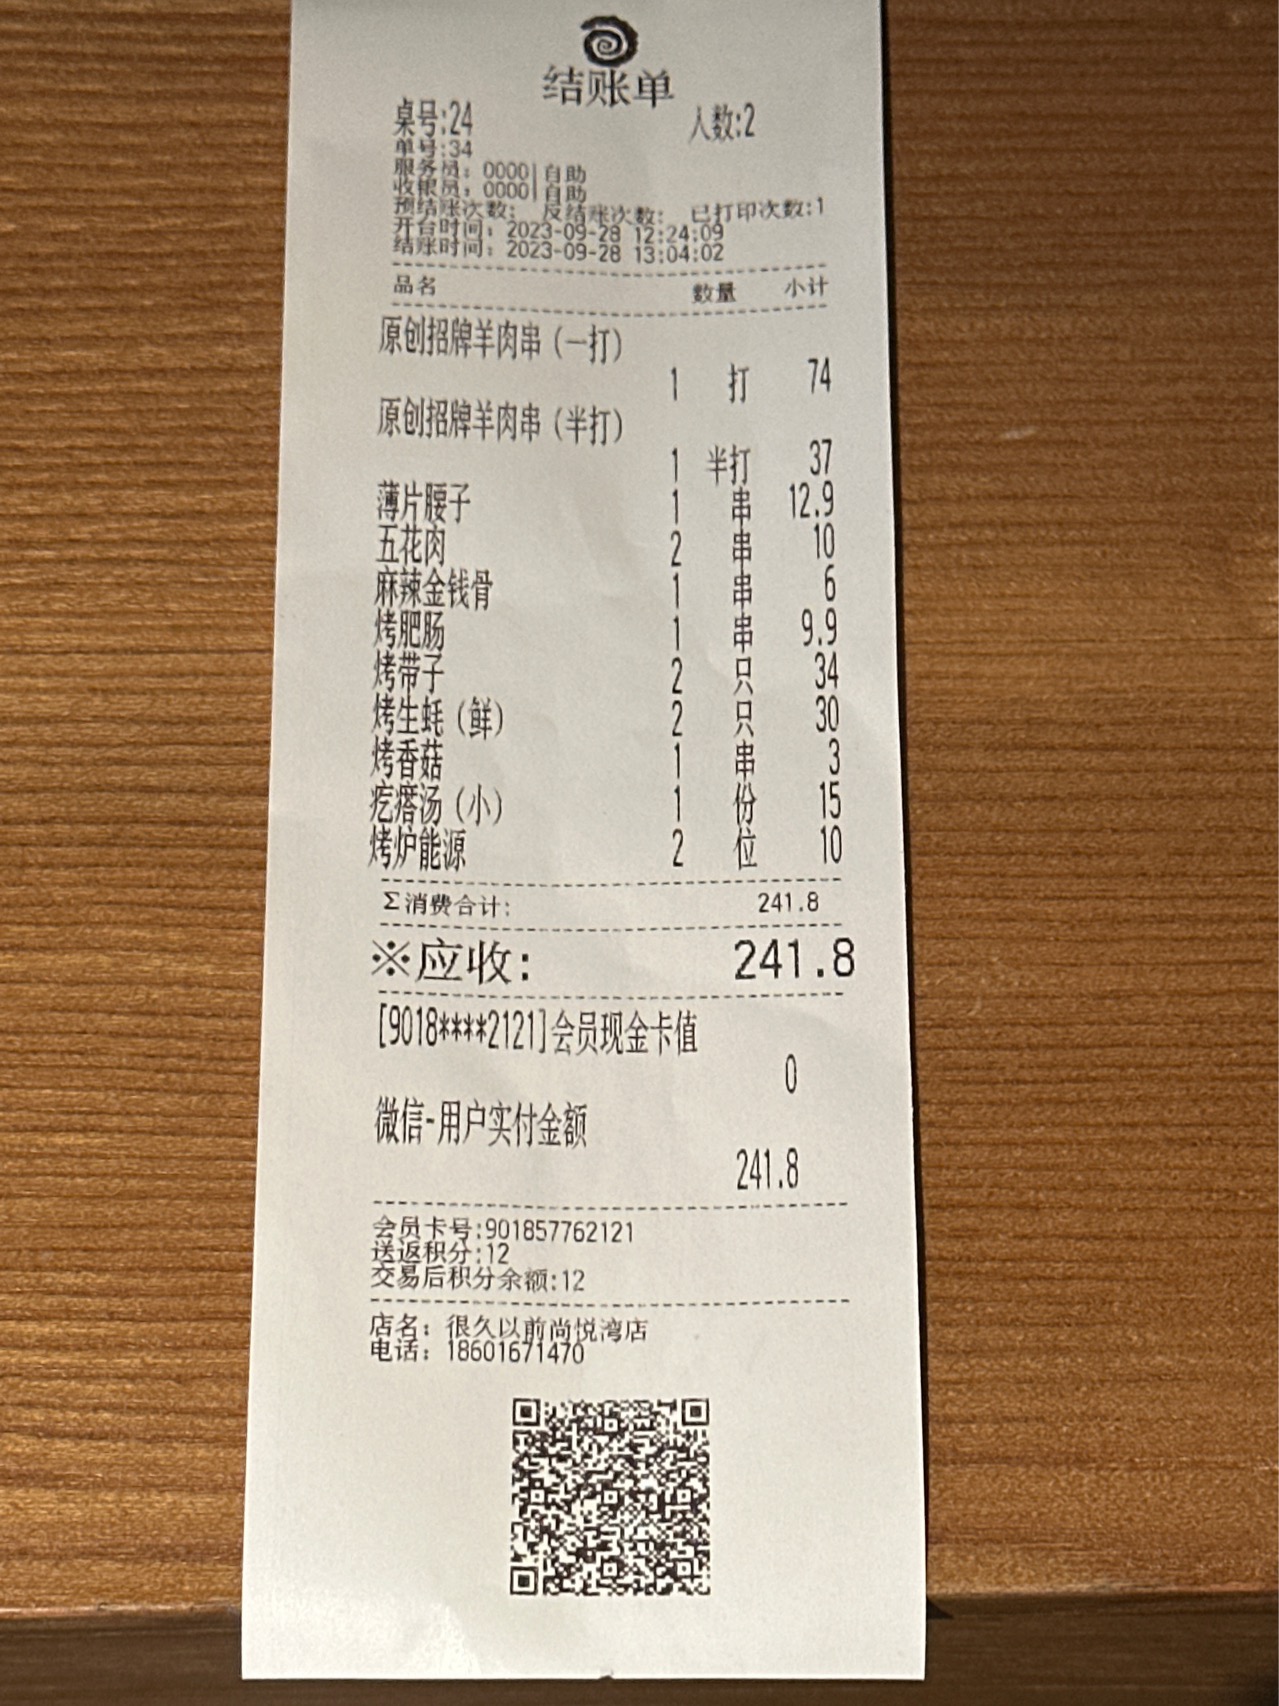 结账单
桌号:24 人数:2
单号:34
服务员: 0000|自助
收银员: 0000|自助
预结账次数: 反结账次数: 已打印次数:1
开台时间: 2023-09-28 12:24:09
结账时间: 2023-09-28 13:04:02
品名 数量 小计
原创招牌羊肉串(一打)
1 打 74
原创招牌羊肉串(半打)
1 半打 37
薄片腰子 1 串 12.9
五花肉 2 串 10
麻辣金钱骨 1 串 6
烤肥肠 1 串 9.9
烤带子 2 只 34
烤生蚝(鲜) 2 只 30
烤香菇 1 串 3
疙瘩汤(小) 1 份 15
烤炉能源 2 位 10
Σ消费合计: 241.8
※应收: 241.8
[9018****2121]会员现金卡值
0
微信-用户实付金额
241.8
会员卡号:901857762121
送返积分:12
交易后积分余额:12
店名: 很久以前尚悦湾店
电话: 18601671470